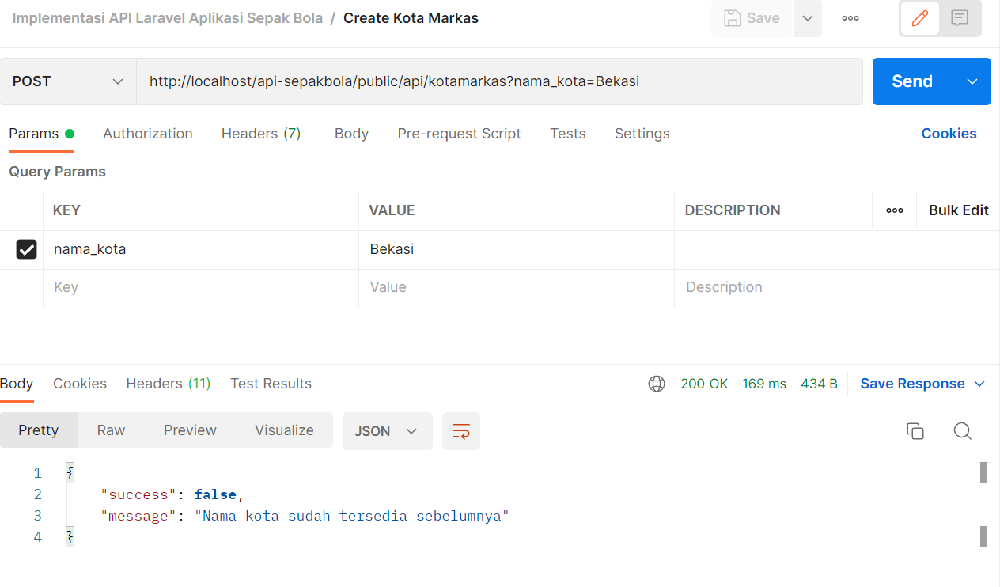 Implementasi API Laravel Aplikasi Sepak Bola / Create Kota Markas
Save
POST
http://localhost/api-sepakbola/public/api/kotamarkas?nama_kota=Bekasi
Send
Params Authorization Headers (7) Body Pre-request Script Tests Settings Cookies
Query Params
KEY VALUE DESCRIPTION Bulk Edit
nama_kota Bekasi
Key Value Description
Body Cookies Headers (11) Test Results 200 OK 169 ms 434 B Save Response
Pretty Raw Preview Visualize JSON
1 {
2 "success": false,
3 "message": "Nama kota sudah tersedia sebelumnya"
4 }